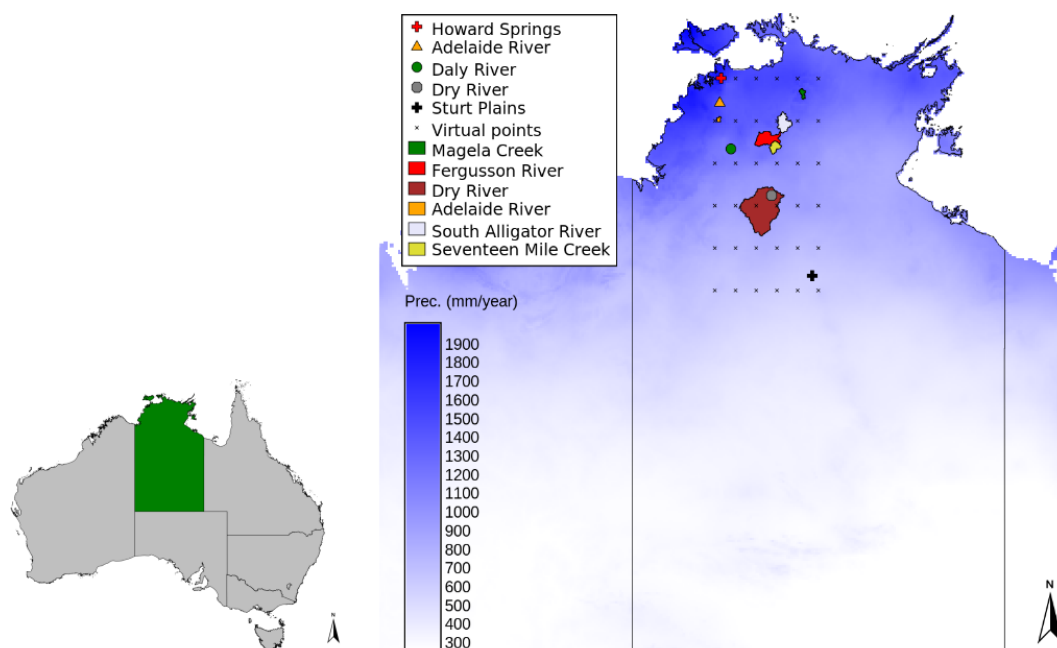 Howard Springs
Adelaide River
Daly River
Dry River
Sturt Plains
Virtual points
Magela Creek
Fergusson River
Dry River
Adelaide River
South Alligator River
Seventeen Mile Creek
Prec. (mm/year)
1900
1800
1700
1600
1500
1400
1300
1200
1100
1000
900
800
700
600
500
400
300
N
N